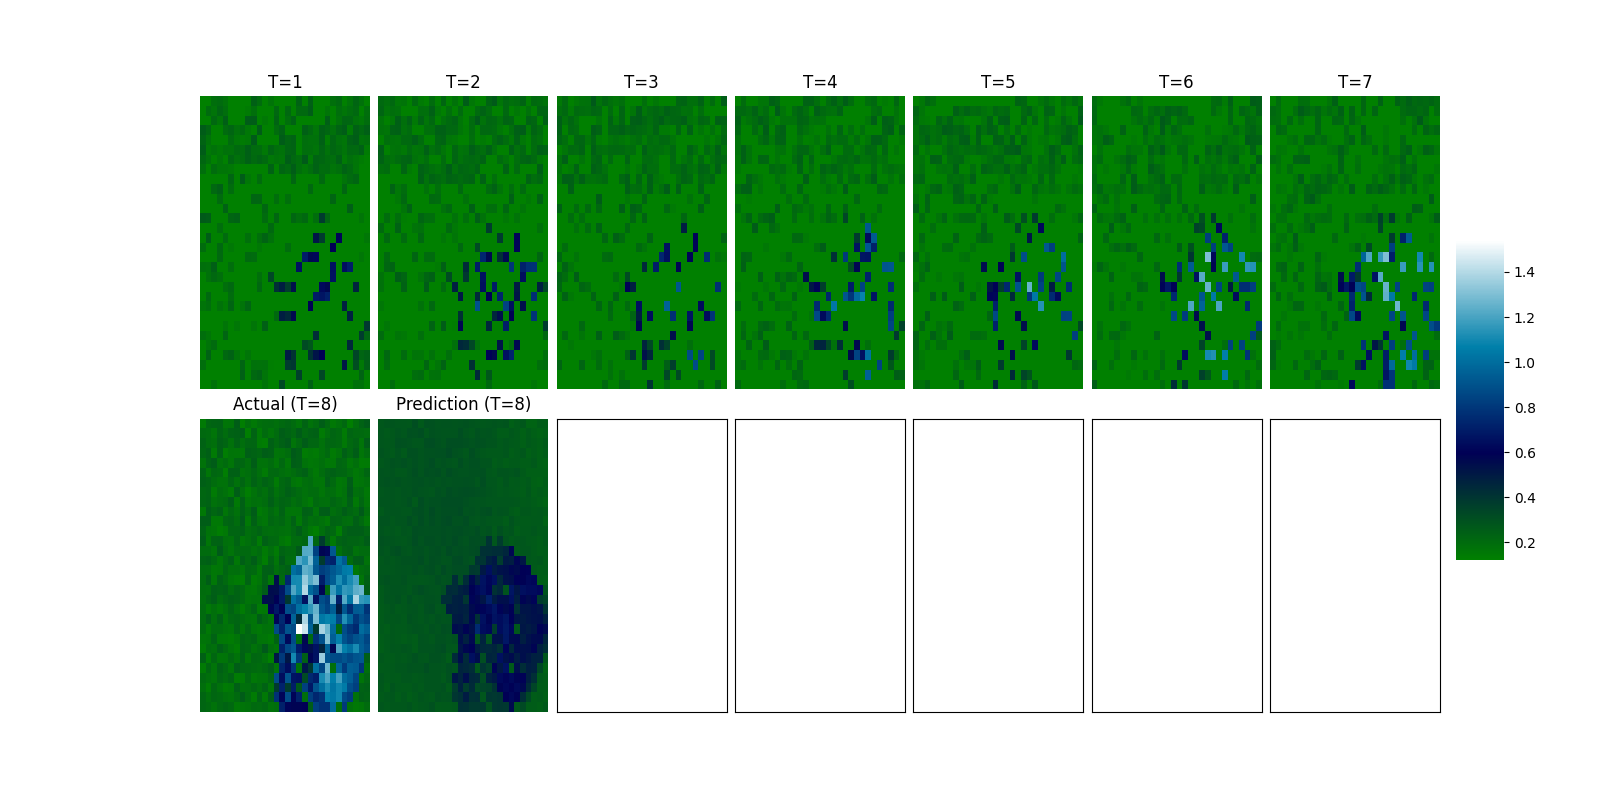 T=1
T=2
T=3
T=4
T=5
T=6
T=7
Actual (T=8)
Prediction (T=8)
1.4
1.2
1.0
0.8
0.6
0.4
0.2